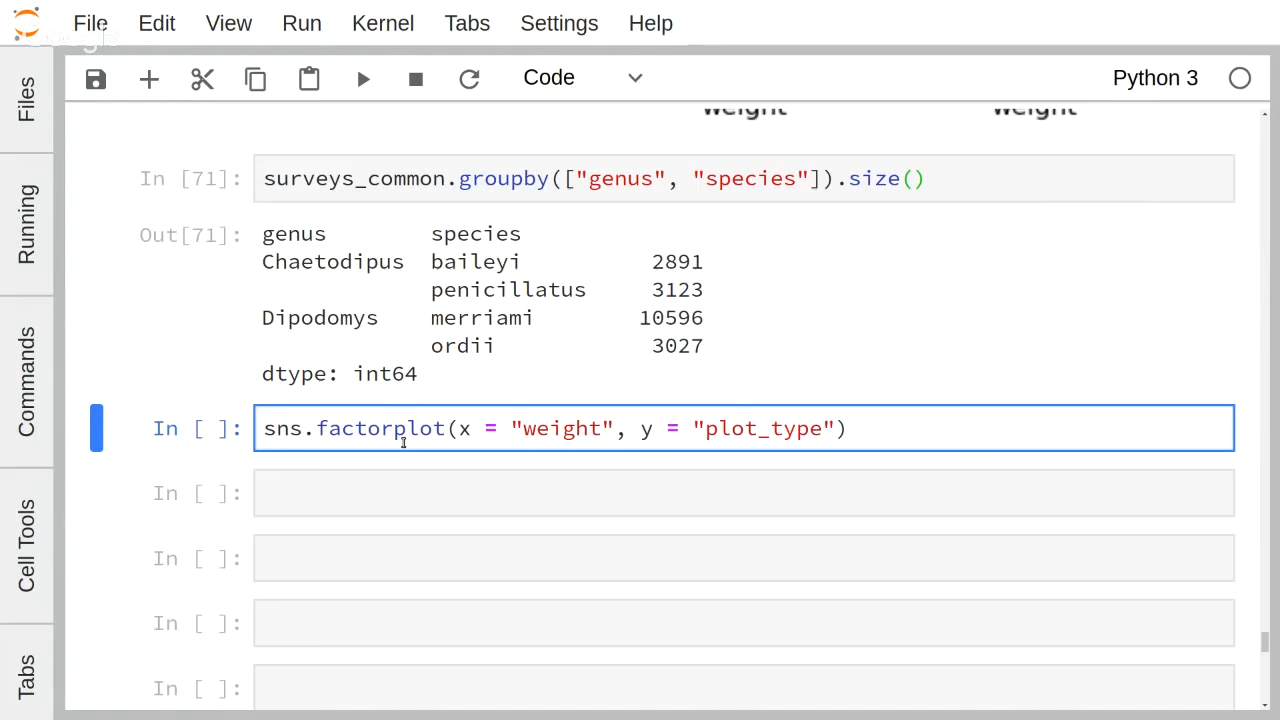 File Edit View Run Kernel Tabs Settings Help
Code Python 3
Files
Running
Commands
Cell Tools
Tabs
weight weight
In [71]: surveys_common.groupby(["genus", "species"]).size()
Out[71]: genus species
Chaetodipus baileyi 2891
penicillatus 3123
Dipodomys merriami 10596
ordii 3027
dtype: int64
In [ ]: sns.factorplot(x = "weight", y = "plot_type")
In [ ]:
In [ ]:
In [ ]:
In [ ]: